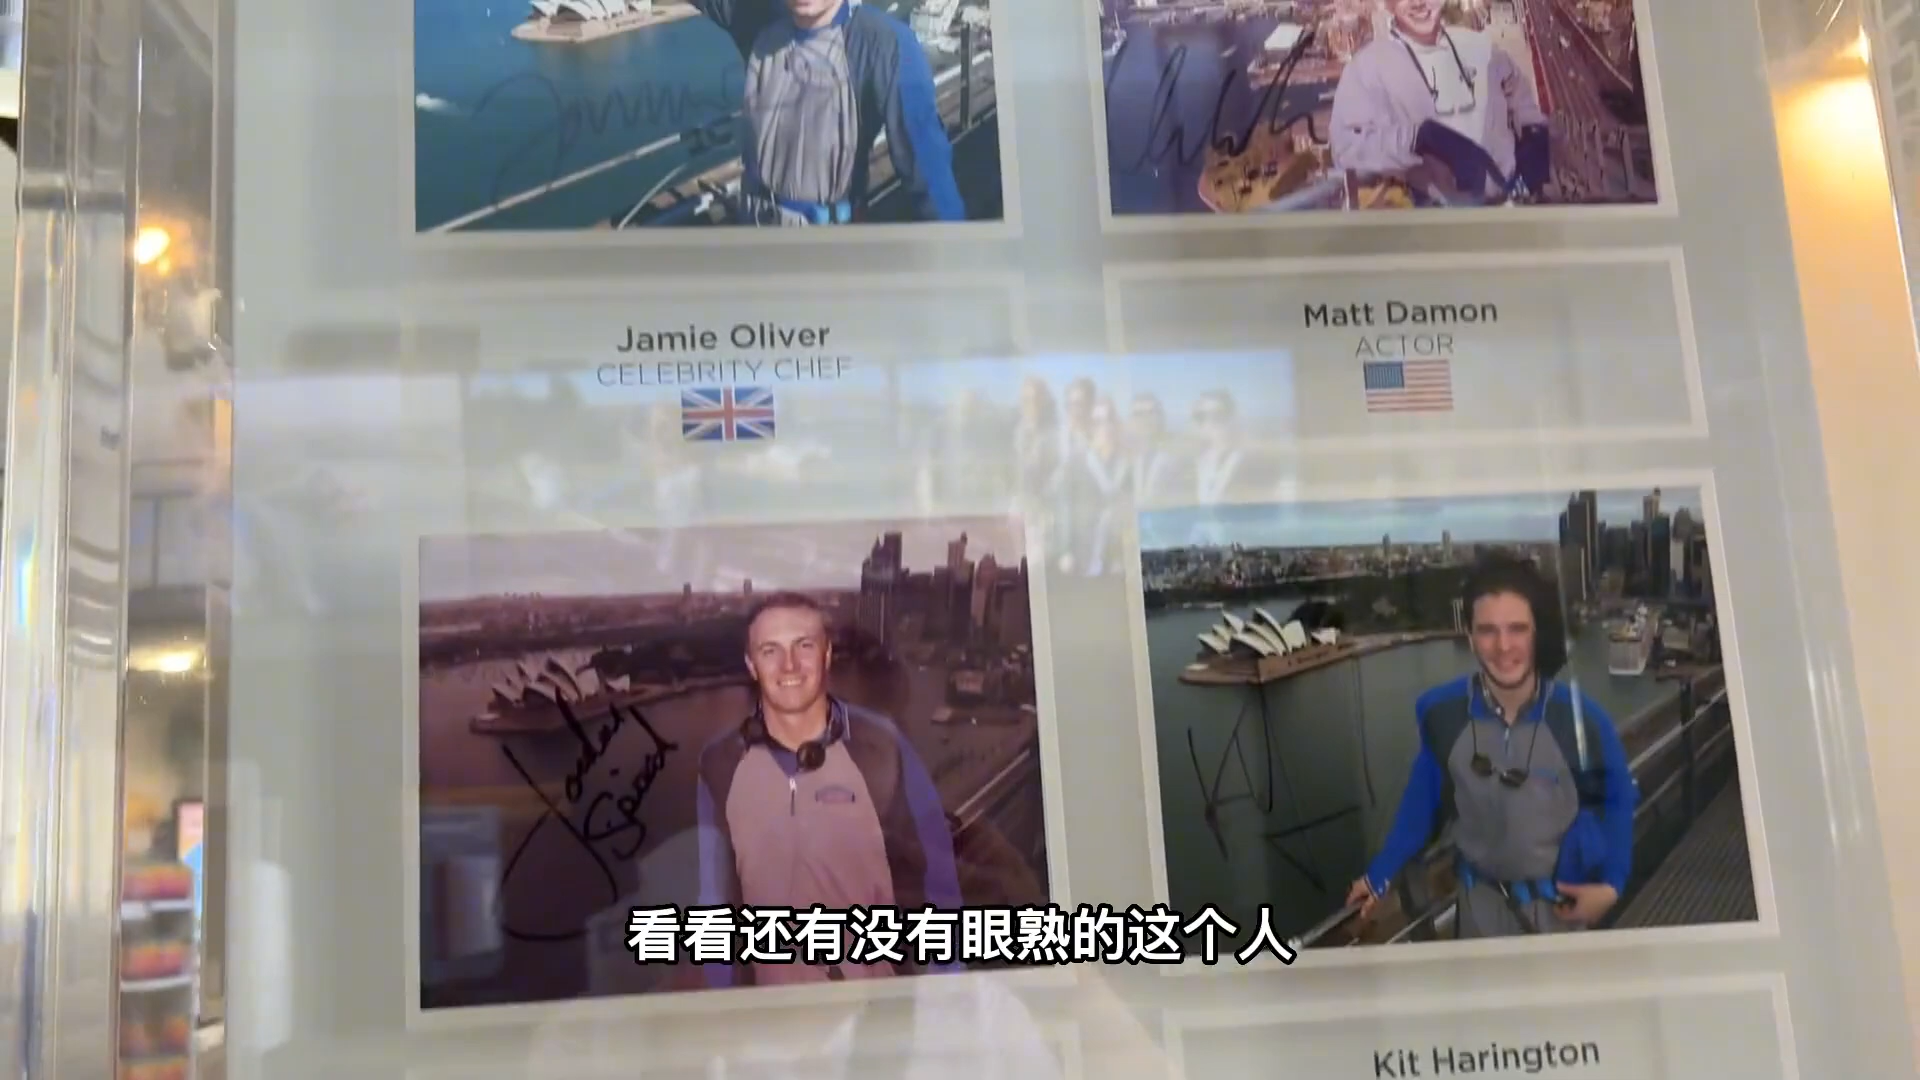 Jamie Oliver
CELEBRITY CHEF
Matt Damon
ACTOR
看看还有没有眼熟的这个人
Kit Harington